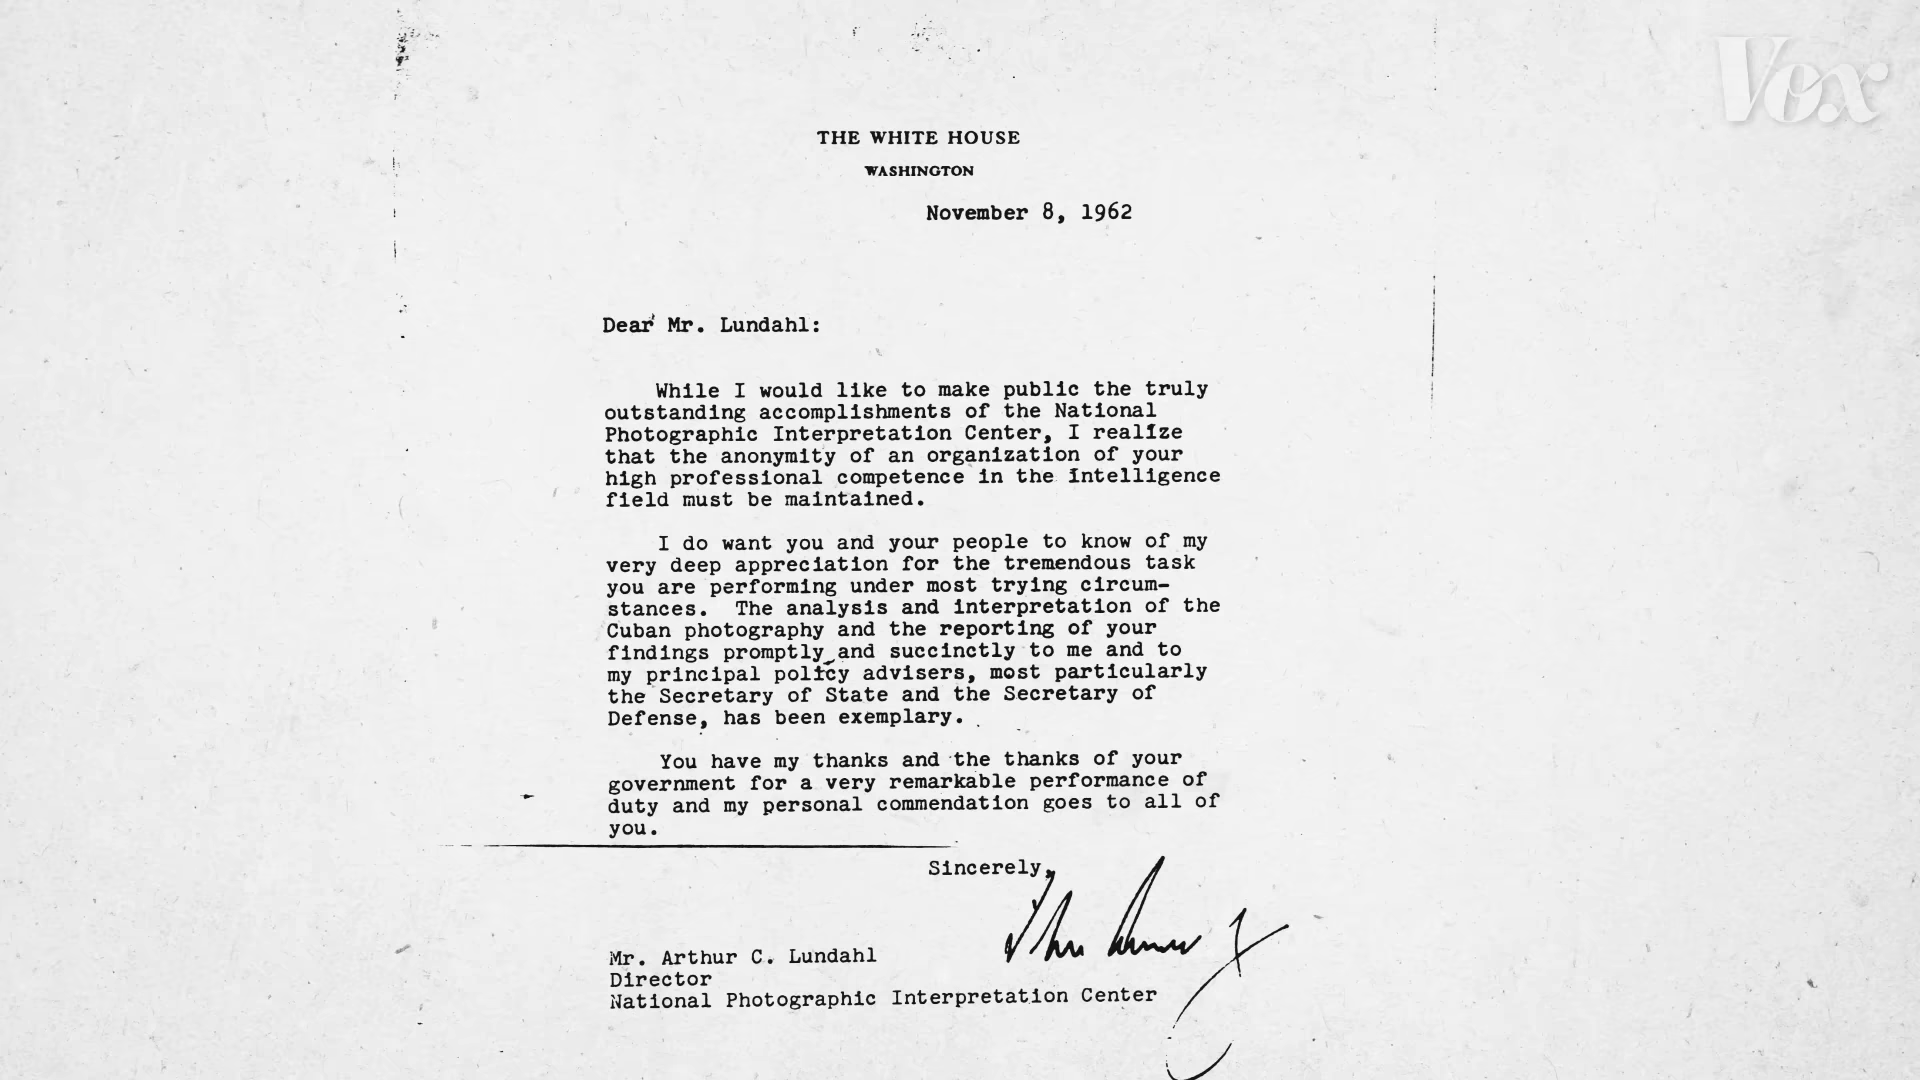 Vox
THE WHITE HOUSE
WASHINGTON
November 8, 1962
Dear Mr. Lundahl:
While I would like to make public the truly
outstanding accomplishments of the National
Photographic Interpretation Center, I realize
that the anonymity of an organization of your
high professional competence in the intelligence
field must be maintained.
I do want you and your people to know of my
very deep appreciation for the tremendous task
you are performing under most trying circum-
stances.  The analysis and interpretation of the
Cuban photography and the reporting of your
findings promptly and succinctly to me and to
my principal policy advisers, most particularly
the Secretary of State and the Secretary of
Defense, has been exemplary.
You have my thanks and the thanks of your
government for a very remarkable performance of
duty and my personal commendation goes to all of
you.
Sincerely,
Mr. Arthur C. Lundahl
Director
National Photographic Interpretation Center